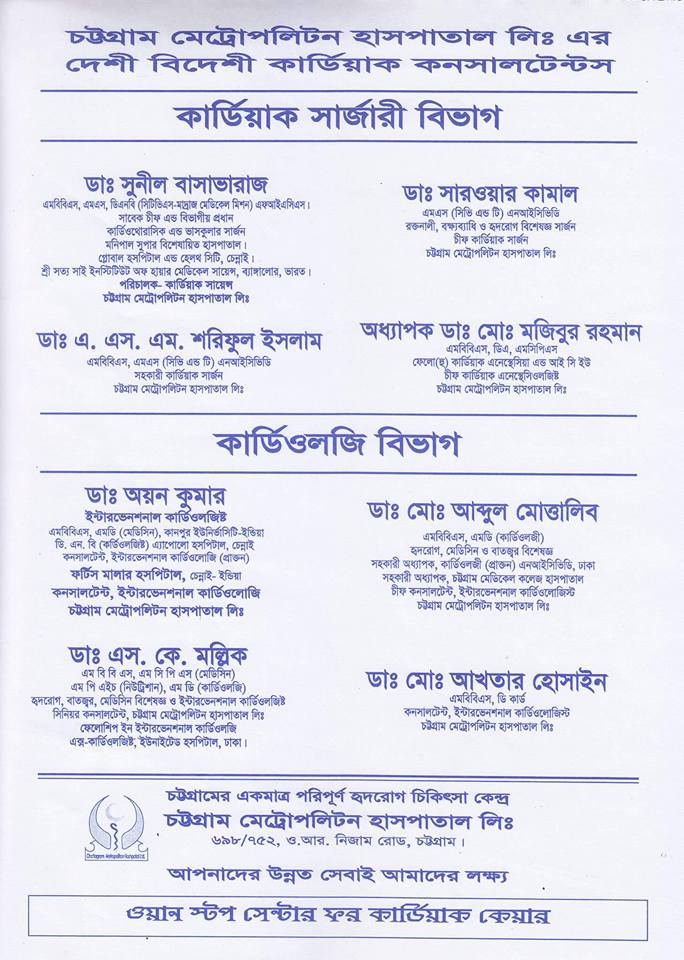 চট্টগ্রাম মেট্রোপলিটন হাসপাতাল লিঃ এর
দেশী বিদেশী কার্ডিয়াক কনসালটেন্টস
কার্ডিয়াক সার্জারী বিভাগ
ডাঃ সুনীল বাসাভারাজ
এমবিবিএস, এমএস, ডিএনবি (সিটিভিএস-মাদ্রাজ মেডিকেল মিশন) এফআইএসিএস।
সাবেক চীফ এন্ড বিভাগীয় প্রধান
কার্ডিওথোরাসিক এন্ড ভাসকুলার সার্জন
মনিপাল সুপার বিশেষায়িত হাসপাতাল।
গ্লোবাল হসপিটাল এন্ড হেলথ সিটি, চেন্নাই।
শ্রী সত্য সাই ইনস্টিটিউট অফ হায়ার মেডিকেল সায়েন্স, ব্যাঙ্গালোর, ভারত।
পরিচালক- কার্ডিয়াক সায়েন্স
চট্টগ্রাম মেট্রোপলিটন হাসপাতাল লিঃ
ডাঃ সারওয়ার কামাল
এমএস (সিভি এন্ড টি) এনআইসিভিডি
রক্তনালী, বক্ষব্যাধি ও হৃদরোগ বিশেষজ্ঞ সার্জন
চীফ কার্ডিয়াক সার্জন
চট্টগ্রাম মেট্রোপলিটন হাসপাতাল লিঃ
ডাঃ এ. এস. এম. শরিফুল ইসলাম
এমবিবিএস, এমএস (সিভি এন্ড টি) এনআইসিভিডি
সহকারী কার্ডিয়াক সার্জন
চট্টগ্রাম মেট্রোপলিটন হাসপাতাল লিঃ
অধ্যাপক ডাঃ মোঃ মজিবুর রহমান
এমবিবিএস, ডিএ, এমসিপিএস
ফেলো(ষ্ট্র) কার্ডিয়াক এনেস্থেসিয়া এন্ড আই সি ইউ
চীফ কার্ডিয়াক এনেস্থেসিওলজিষ্ট
চট্টগ্রাম মেট্রোপলিটন হাসপাতাল লিঃ
কার্ডিওলজি বিভাগ
ডাঃ অয়ন কুমার
ইন্টারভেনশনাল কার্ডিওলজিষ্ট
এমবিবিএস, এমডি (মেডিসিন), কানপুর ইউনির্ভাসিটি-ইন্ডিয়া
ডি. এন. বি (কর্ডিওলজিষ্ট) এ্যাপোলো হসপিটাল, চেন্নাই
কনসালটেন্ট, ইন্টারভেনশনাল কার্ডিওলোজি (প্রাক্তন)
ফর্টিস মালার হসপিটাল, চেন্নাই- ইন্ডিয়া
কনসালটেন্ট, ইন্টারভেনশনাল কার্ডিওলোজি
চট্টগ্রাম মেট্রোপলিটন হাসপাতাল লিঃ
ডাঃ মোঃ আব্দুল মোত্তালিব
এমবিবিএস, এমডি (কার্ডিওলজী)
হৃদরোগ, মেডিসিন ও বাতজ্বর বিশেষজ্ঞ
সহকারী অধ্যাপক, কার্ডিওলজী (প্রাক্তন) এনআইসিভিডি, ঢাকা
সহকারী অধ্যাপক, চট্টগ্রাম মেডিকেল কলেজ হাসপাতাল
চীফ কনসালটেন্ট, ইন্টারভেনশনাল কার্ডিওলোজিস্ট
চট্টগ্রাম মেট্রোপলিটন হাসপাতাল লিঃ
ডাঃ এস. কে. মল্লিক
এম বি বি এস, এম সি পি এস (মেডিসিন)
এম পি এইচ (নিউট্রিশান), এম ডি (কার্ডিওলজি)
হৃদরোগ, বাতজ্বর, মেডিসিন বিশেষজ্ঞ ও ইন্টারভেনশনাল কার্ডিওলজিষ্ট
সিনিয়র কনসালটেন্ট, চট্টগ্রাম মেট্রোপলিটন হাসপাতাল লিঃ
ফেলোশিপ ইন ইন্টারভেনশনাল কার্ডিওলজি
এক্স-কার্ডিওলজিষ্ট, ইউনাইটেড হসপিটাল, ঢাকা।
ডাঃ মোঃ আখতার হোসাইন
এমবিবিএস, ডি কার্ড
কনসালটেন্ট, ইন্টারভেনশনাল কার্ডিওলোজিস্ট
চট্টগ্রাম মেট্রোপলিটন হাসপাতাল লিঃ
চট্টগ্রামের একমাত্র পরিপূর্ণ হৃদরোগ চিকিৎসা কেন্দ্র
চট্টগ্রাম মেট্রোপলিটন হাসপাতাল লিঃ
৬৯৮/৭৫২, ও.আর. নিজাম রোড, চট্টগ্রাম।
আপনাদের উন্নত সেবাই আমাদের লক্ষ্য
ওয়ান স্টপ সেন্টার ফর কার্ডিয়াক কেয়ার